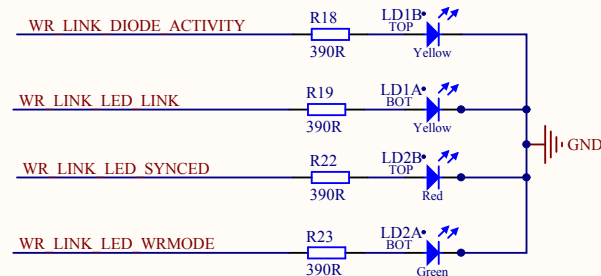 R18 LD1B
WR_LINK_DIODE_ACTIVITY TOP
390R Yellow
R19 LD1A
WR_LINK_LED_LINK BOT
390R Yellow
GND
R22 LD2B
WR_LINK_LED_SYNCED TOP
390R Red
R23 LD2A
WR_LINK_LED_WRMODE BOT
390R Green